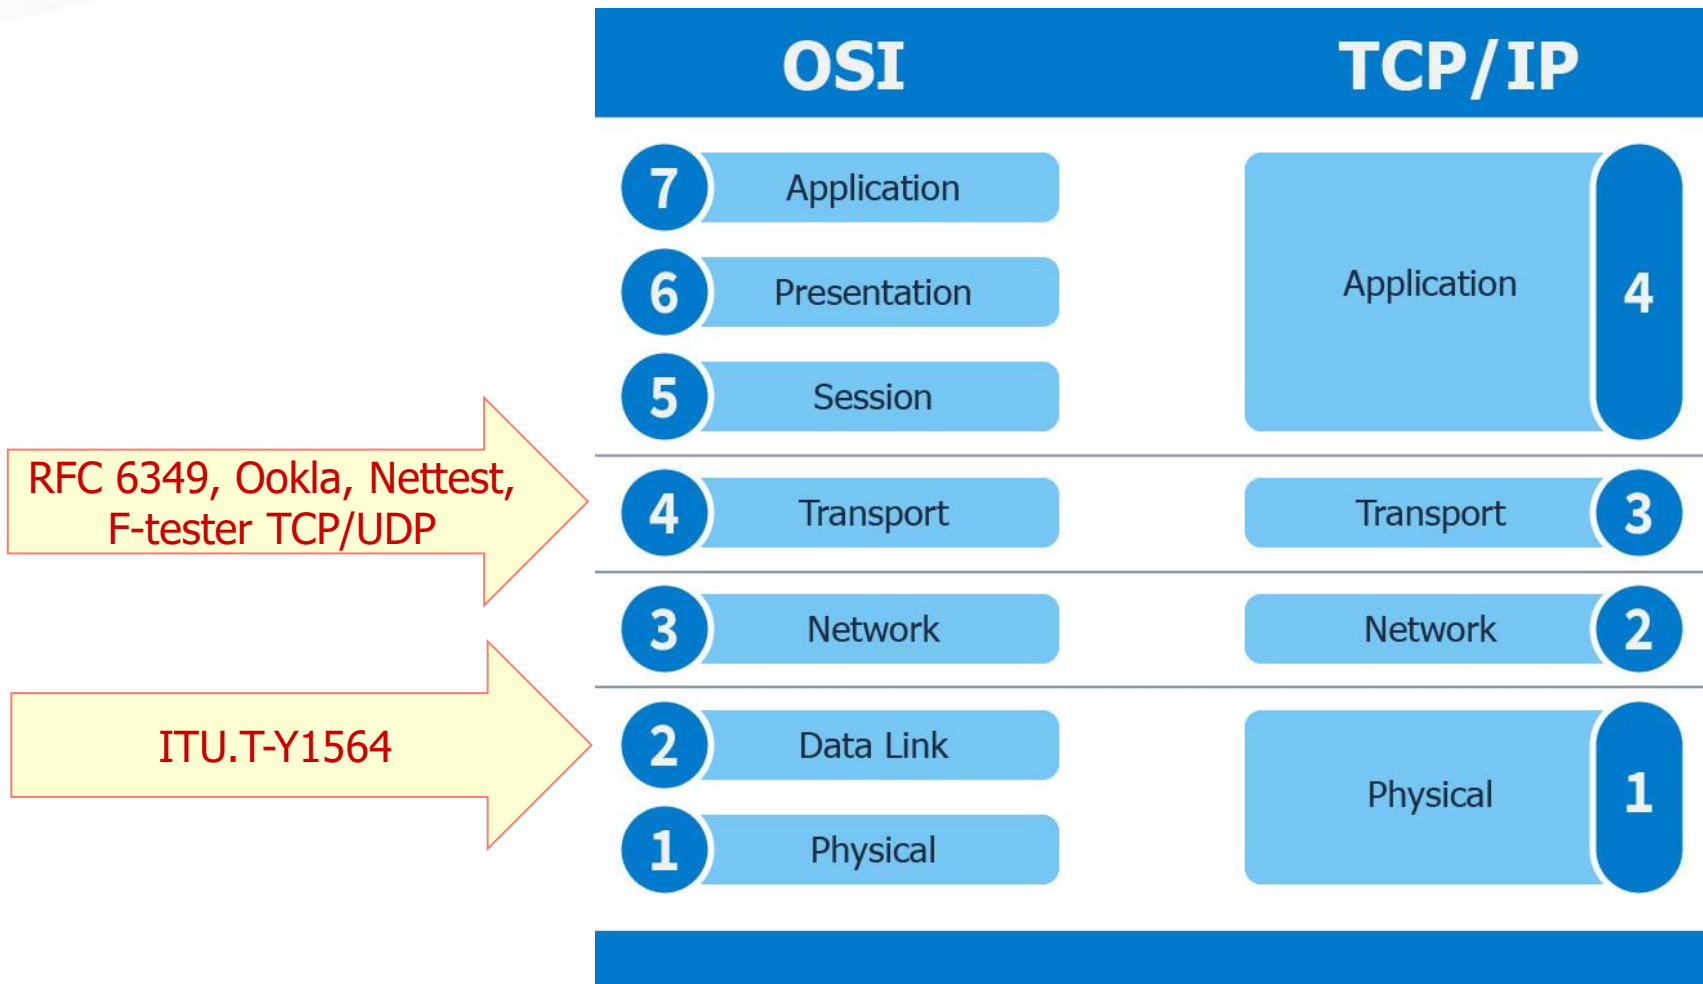 OSI TCP/IP
7 Application
6 Presentation
5 Session
Application 4
RFC 6349, Ookla, Nettest,
F-tester TCP/UDP
4 Transport
Transport 3
3 Network
Network 2
ITU.T-Y1564
2 Data Link
1 Physical
Physical 1